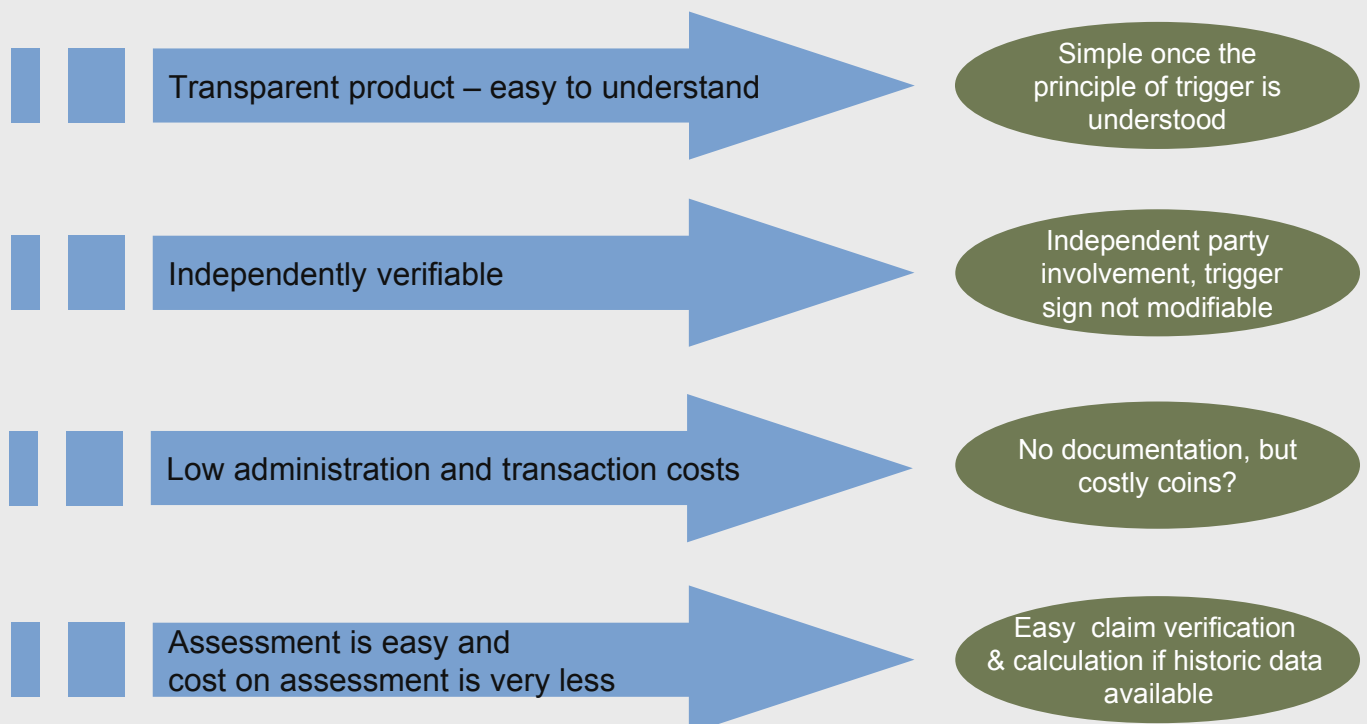 Transparent product – easy to understand
Simple once the
principle of trigger is
understood
Independently verifiable
Independent party
involvement, trigger
sign not modifiable
Low administration and transaction costs
No documentation, but
costly coins?
Assessment is easy and
cost on assessment is very less
Easy claim verification
& calculation if historic data
available